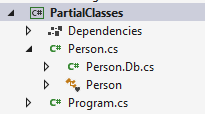 C# PartialClasses
Dependencies
C# Person.cs
C# Person.Db.cs
Person
C# Program.cs